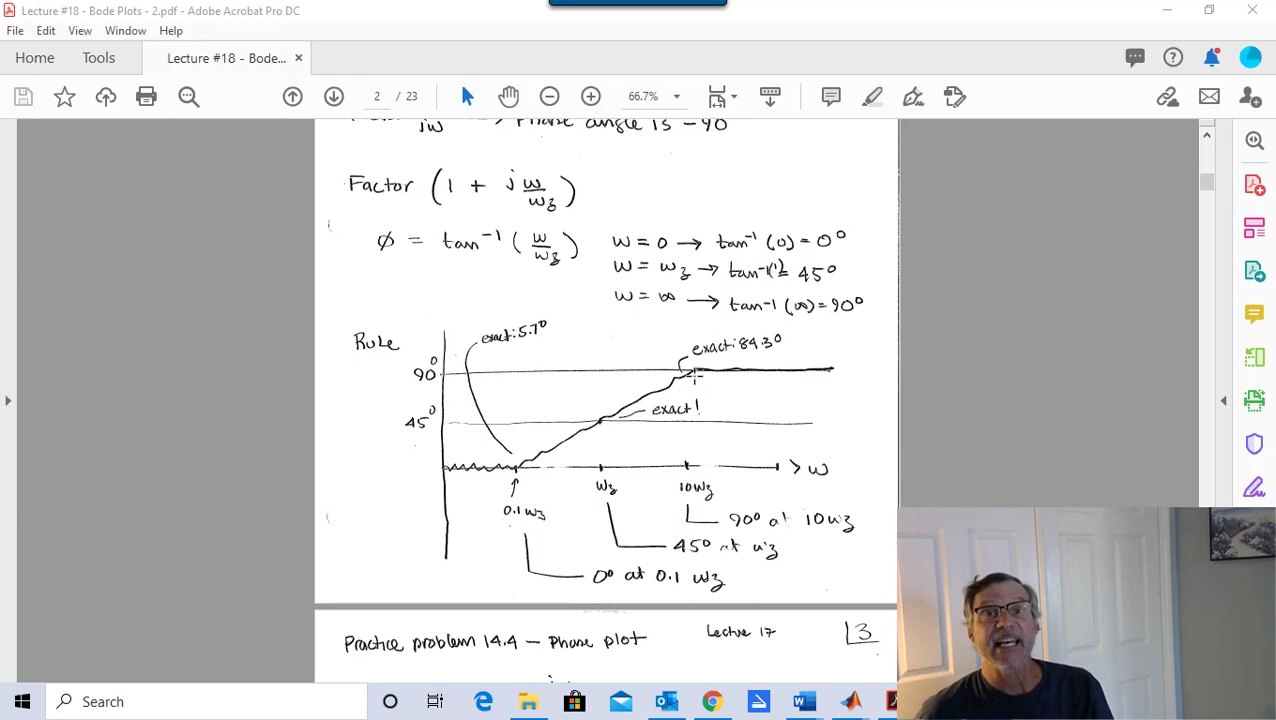 Lecture #18 - Bode Plots - 2.pdf - Adobe Acrobat Pro DC
File Edit View Window Help
Home Tools Lecture #18 - Bode... ×
2 / 23 66.7%
jω → Phase angle is -90
Factor (1 + j ω/ωz)
φ = tan⁻¹ (ω/ωz)
ω = 0 → tan⁻¹ (0) = 0°
ω = ωz → tan⁻¹(1) = 45°
ω = ∞ → tan⁻¹ (∞) = 90°
Rule
exact: 5.7°
exact: 84.3°
90°
45°
exact!
> ω
0.1 ωz
ωz
10ωz
90° at 10ωz
45° at ωz
0° at 0.1 ωz
Practice problem 14.4 – Phase plot Lecture 17 3
Search